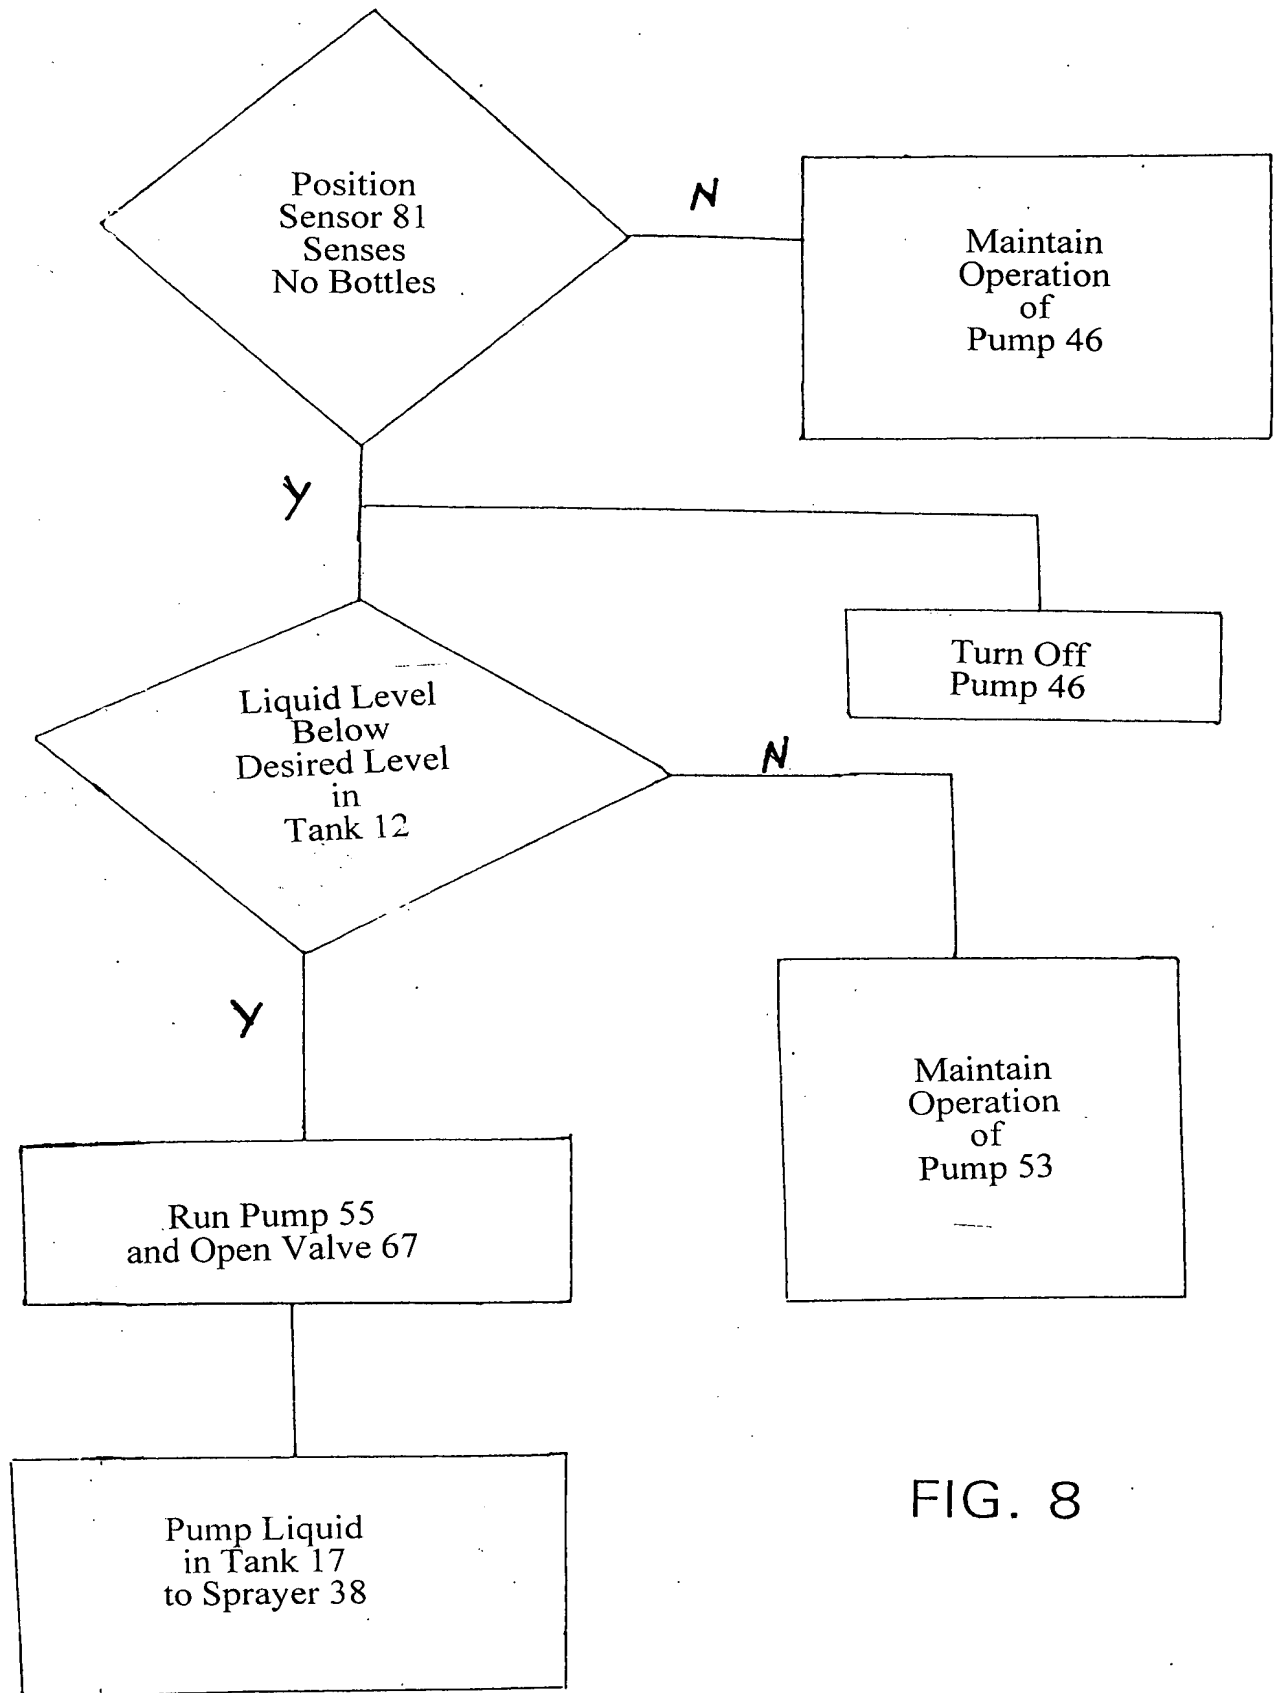 Position
Sensor 81
Senses
No Bottles
N
Maintain
Operation
of
Pump 46
Y
Turn Off
Pump 46
Liquid Level
Below
Desired Level
in
Tank 12
N
Maintain
Operation
of
Pump 53
Y
Run Pump 55
and Open Valve 67
Pump Liquid
in Tank 17
to Sprayer 38
FIG. 8